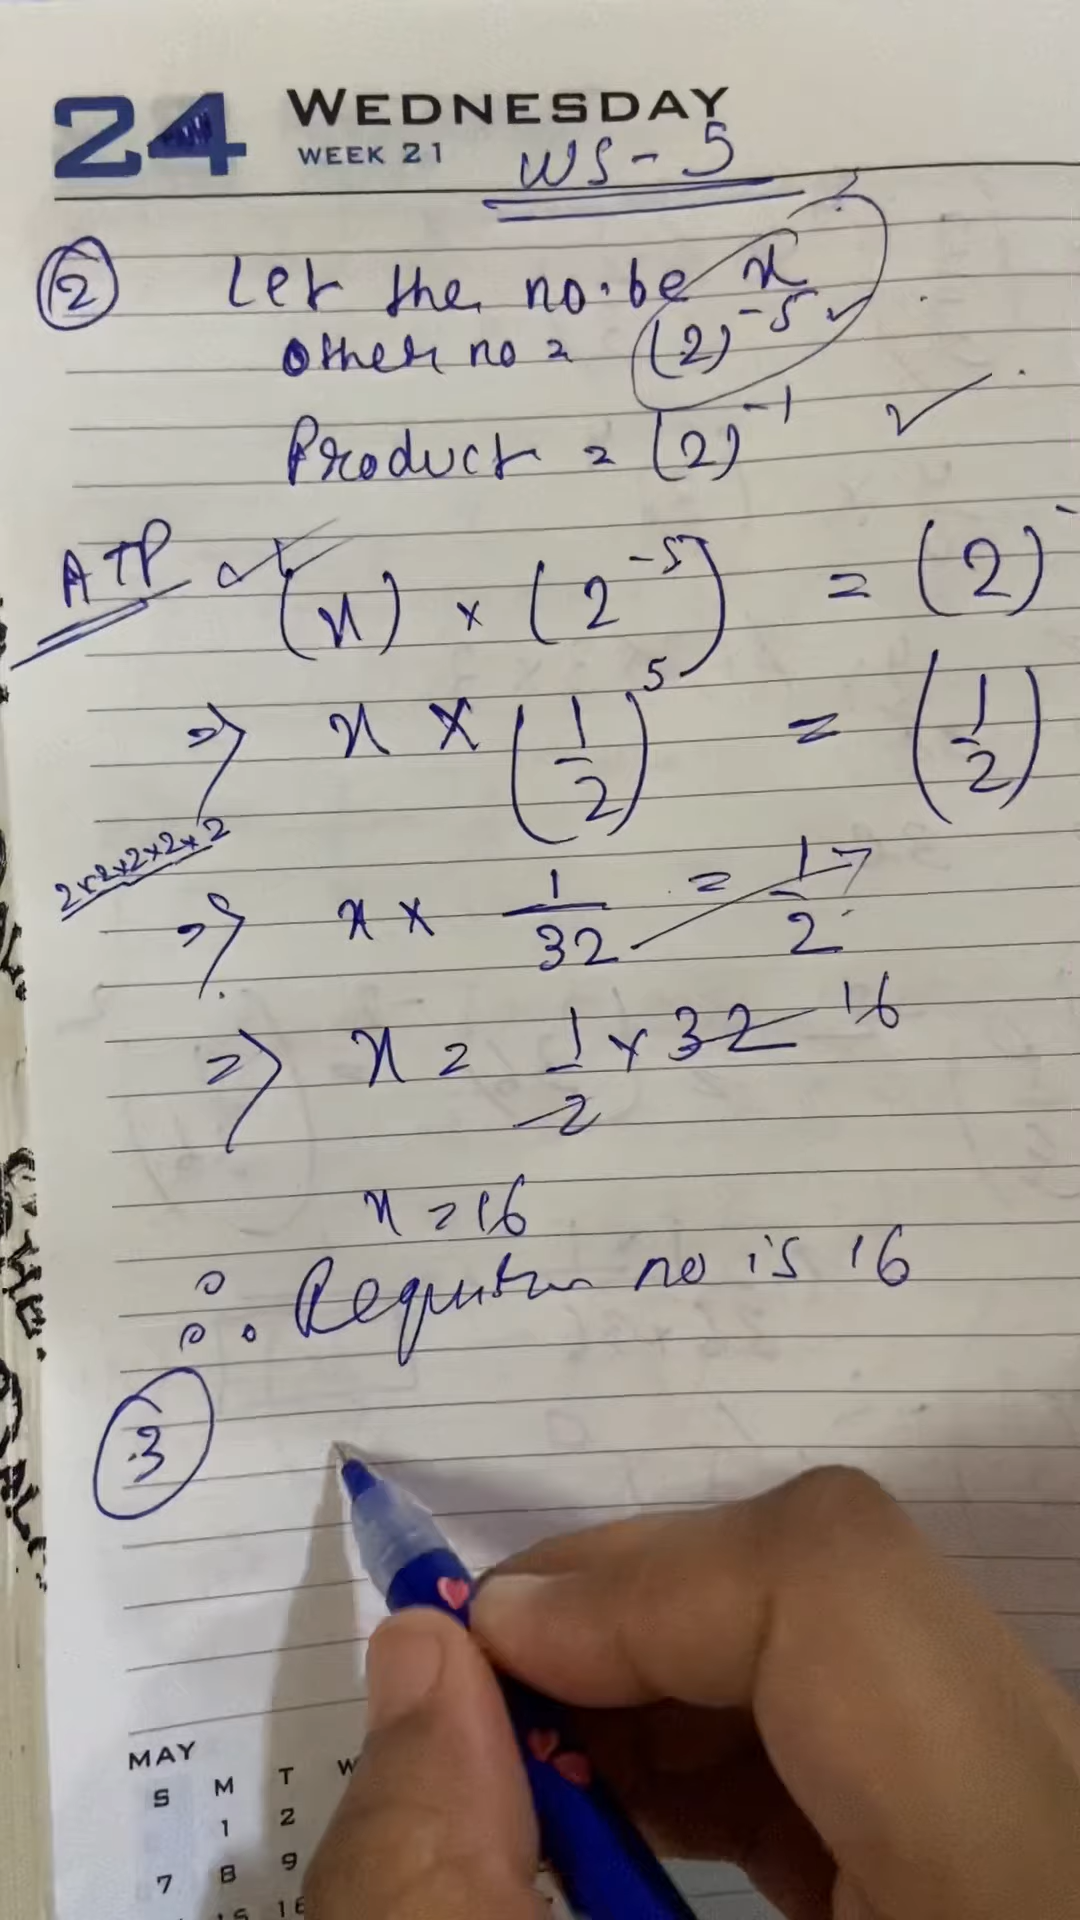 24 WEDNESDAY
WEEK 21
WS - 5
② Let the no. be x
other no = (2)^-5 ✓
Product = (2)^-1 ✓
ATP (x) × (2^-5) = (2)^-
=> x × (1/2)^5 = (1/2)
2×2×2×2×2
=> x × 1/32 = 1/2
=> x = 1/2 × 32 16
x = 16
∴ no is 16
③
MAY
S M T W
1 2
7 8 9
15 16